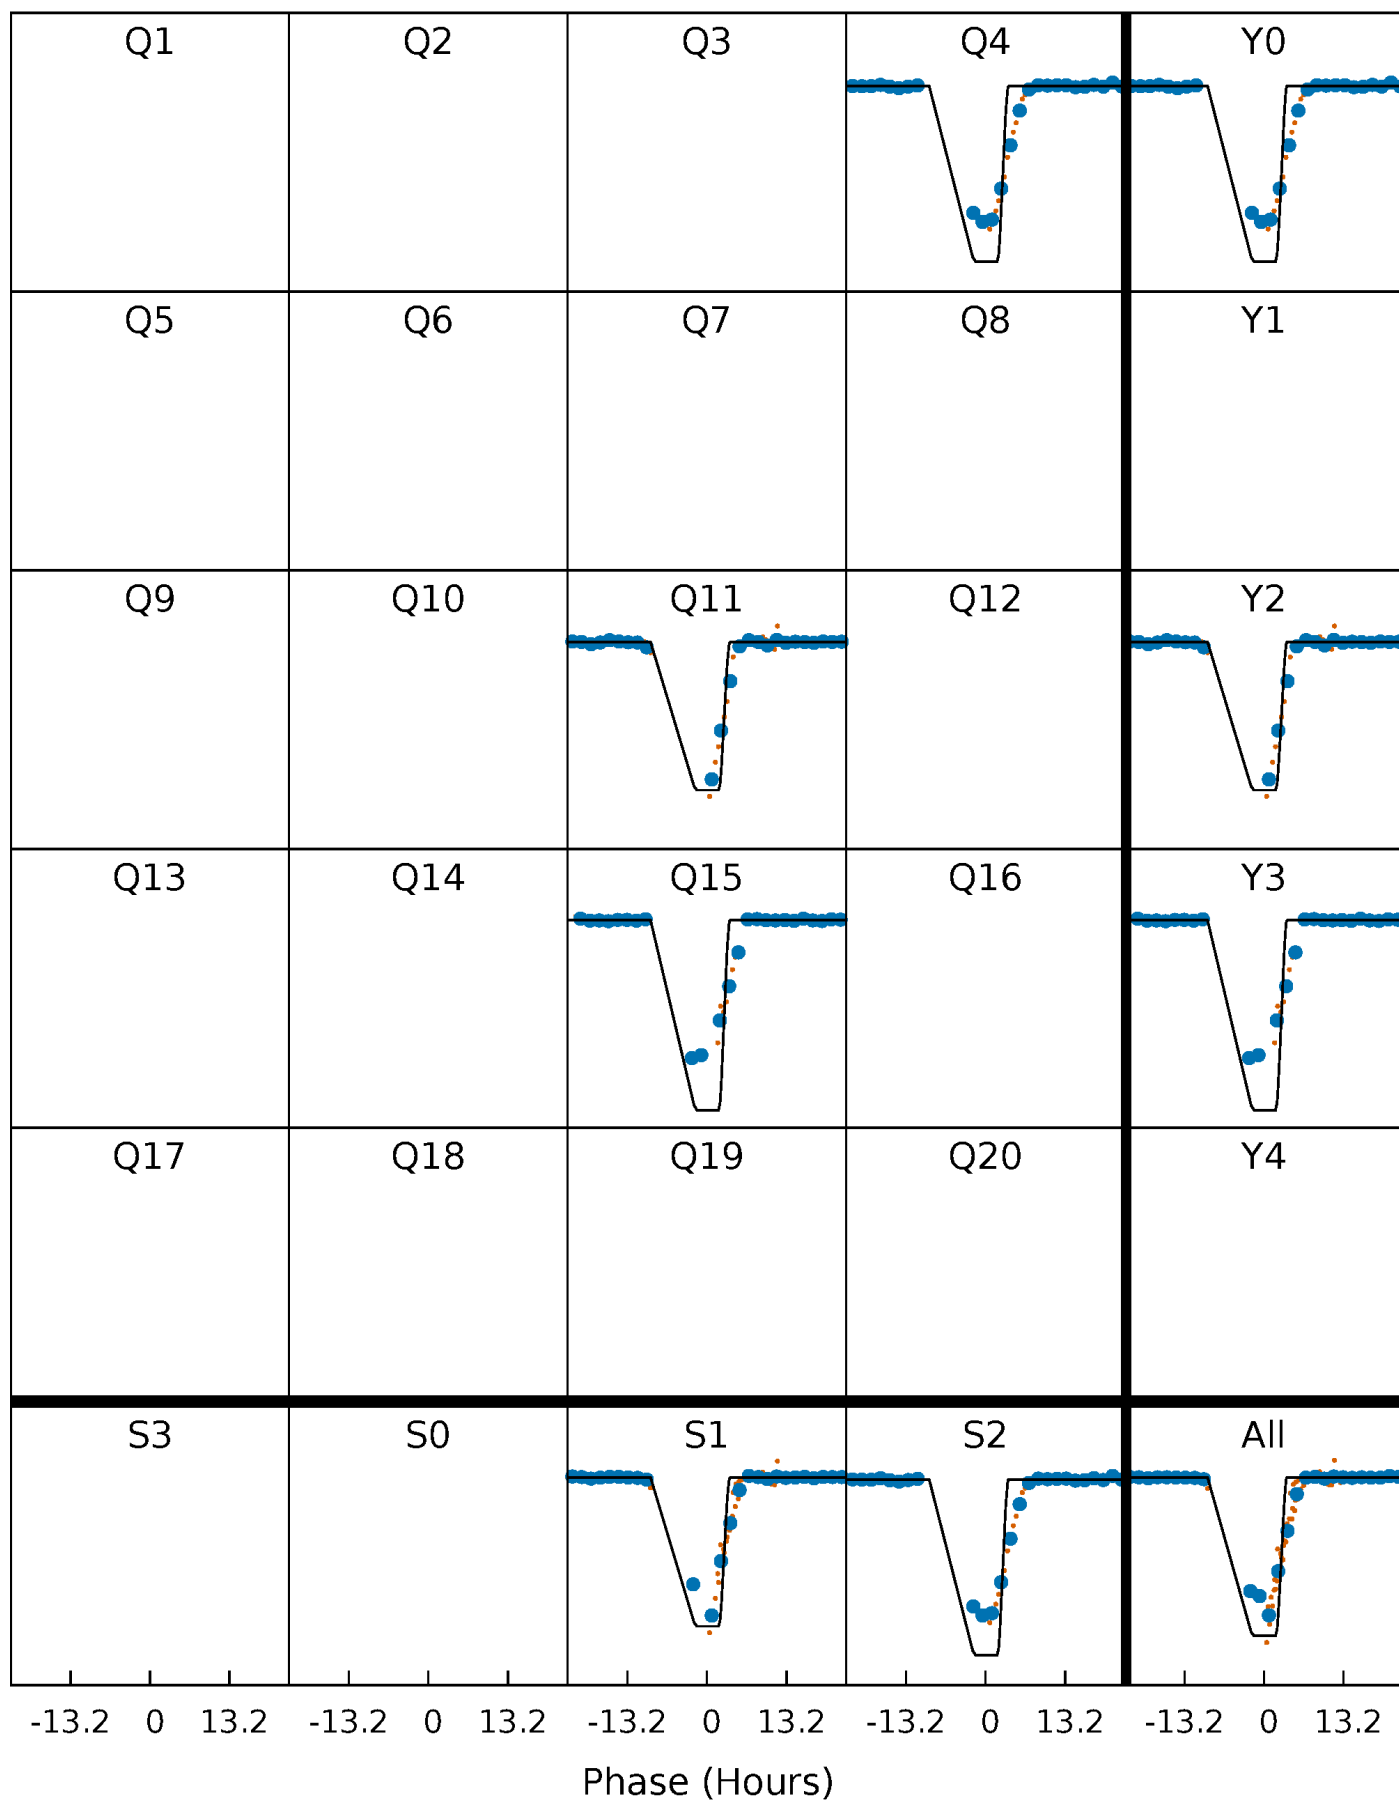 Q1 Q2 Q3 Q4 Y0
Q5 Q6 Q7 Q8 Y1
Q9 Q10 Q11 Q12 Y2
Q13 Q14 Q15 Q16 Y3
Q17 Q18 Q19 Q20 Y4
S3 S0 S1 S2 All
-13.2 0 13.2 -13.2 0 13.2 -13.2 0 13.2 -13.2 0 13.2 -13.2 0 13.2
Phase (Hours)